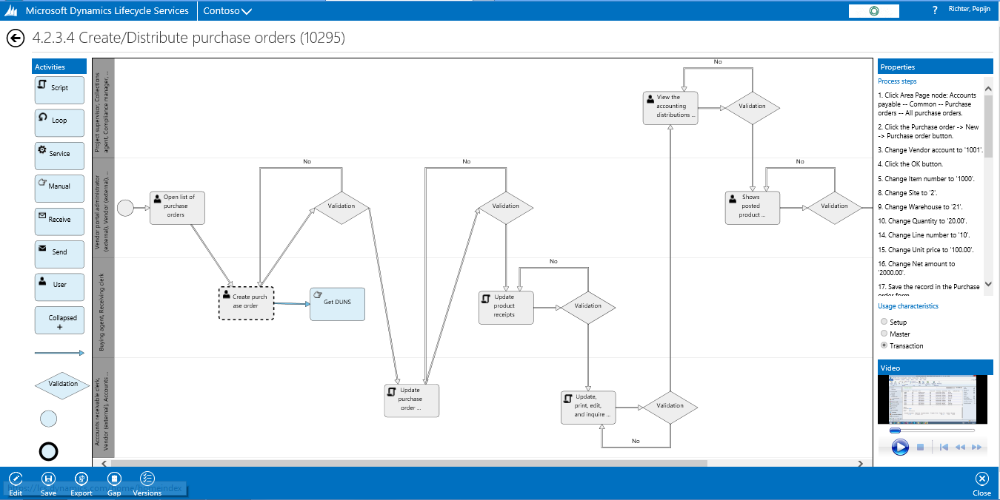 Microsoft Dynamics Lifecycle Services
Contoso
?
Richter, Pepijn
4.2.3.4 Create/Distribute purchase orders (10295)
Activities
Script
Loop
Service
Manual
Receive
Send
User
Collapsed
+
Validation
Project supervisor, Collections
agent, Compliance manager, ...
Vendor portal administrator
(external), Vendor (external), ...
Buying agent, Receiving clerk
Accounts receivable clerk,
Vendor (external), Accounts ...
No
View the
accounting
distributions ...
Validation
No
No
No
Open list of
purchase
orders
Validation
Validation
Shows
posted
product ...
Validation
No
Create purch
ase order
Get DUNS
Update
product
receipts
Validation
Update
purchase
order ...
Update,
print, edit,
and inquire ...
Validation
No
Properties
Process steps
1. Click Area Page node: Accounts
payable -- Common -- Purchase
orders -- All purchase orders.
2. Click the Purchase order -> New
-> Purchase order button.
3. Change Vendor account to '1001'.
4. Click the OK button.
5. Change Item number to '1000'.
8. Change Site to '2'.
9. Change Warehouse to '21'.
10. Change Quantity to '20.00'.
14. Change Line number to '10'.
15. Change Unit price to '100.00'.
16. Change Net amount to
'2000.00'.
17. Save the record in the Purchase
order form.
Usage characteristics
Setup
Master
Transaction
Video
https://lcs.dynamics.com/home/homeindex
Edit
Save
Export
Gap
Versions
Close